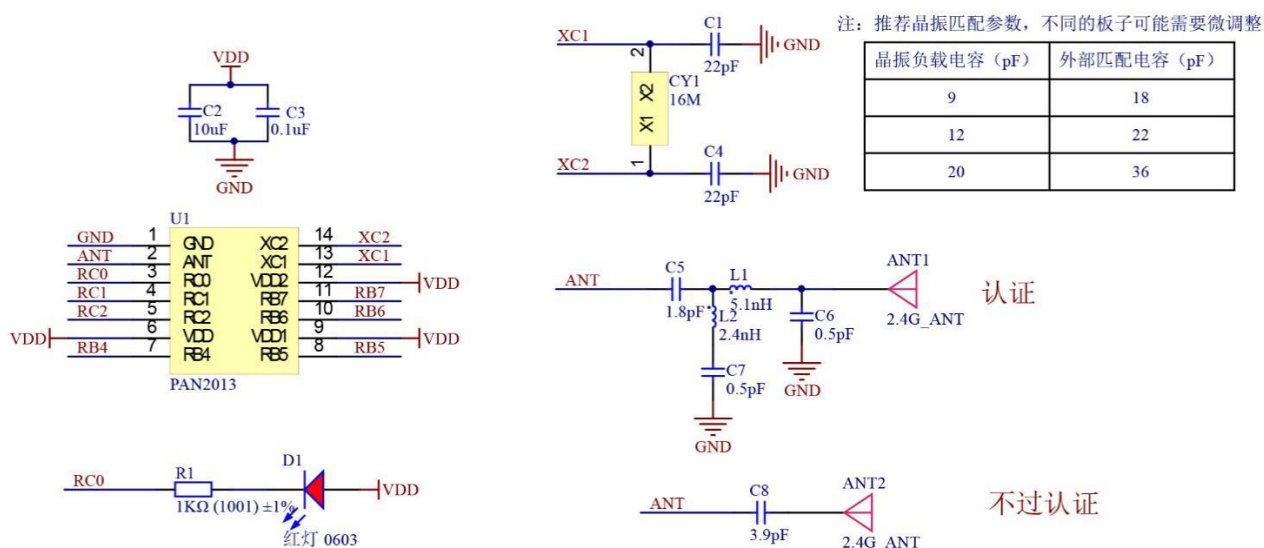 VDD
C2
10uF
C3
0.1uF
GND
XC1
2
C1
22pF
GND
CY1
16M
X2
X1
XC2
1
C4
22pF
GND
注：推荐晶振匹配参数，不同的板子可能需要微调整
晶振负载电容（pF） 外部匹配电容（pF）
9 18
12 22
20 36
U1
GND 1 GND XC2 14 XC2
ANT 2 ANT XC1 13 XC1
RC0 3 RC0 VDD2 12 VDD
RC1 4 RC1 RB7 11 RB7
RC2 5 RC2 RB6 10 RB6
VDD 6 VDD VDD1 9 VDD
RB4 7 RB4 RB5 8 RB5
PAN2013
ANT
C5
1.8pF
L1
5.1nH
L2
2.4nH
C7
0.5pF
GND
C6
0.5pF
GND
ANT1
2.4G_ANT
认证
RC0
R1
1KΩ (1001) ±1%
D1
红灯 0603
VDD
ANT
C8
3.9pF
ANT2
2.4G_ANT
不过认证